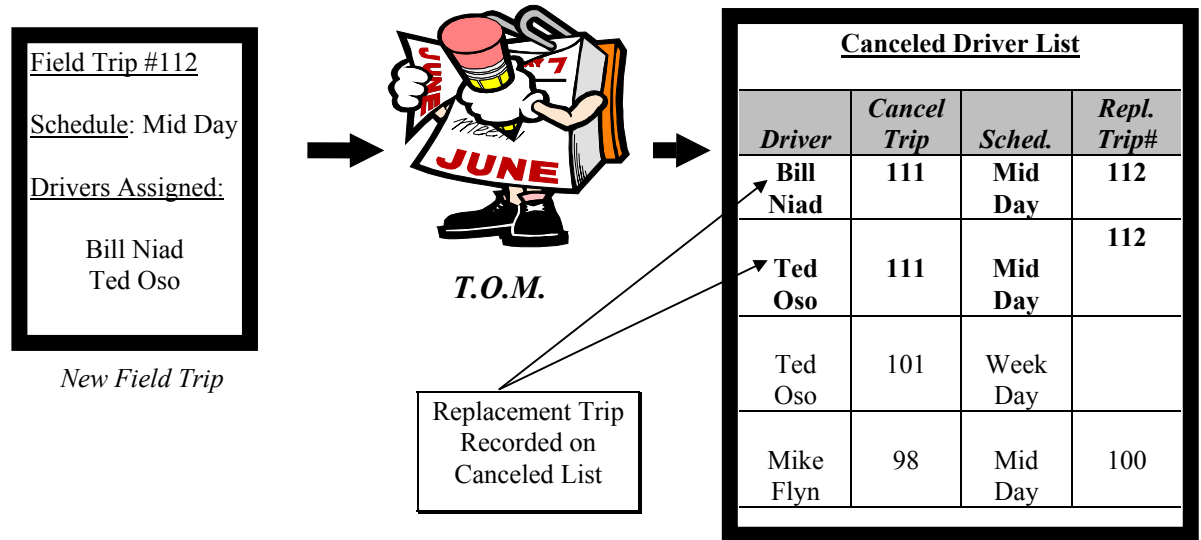 Field Trip #112
Schedule: Mid Day
Drivers Assigned:
Bill Niad
Ted Oso
New Field Trip
JUNE
7
JUNE
T.O.M.
Replacement Trip
Recorded on
Canceled List
Canceled Driver List
Driver Cancel Trip Sched. Repl. Trip#
Bill Niad 111 Mid Day 112
Ted Oso 111 Mid Day 112
Ted Oso 101 Week Day
Mike Flyn 98 Mid Day 100